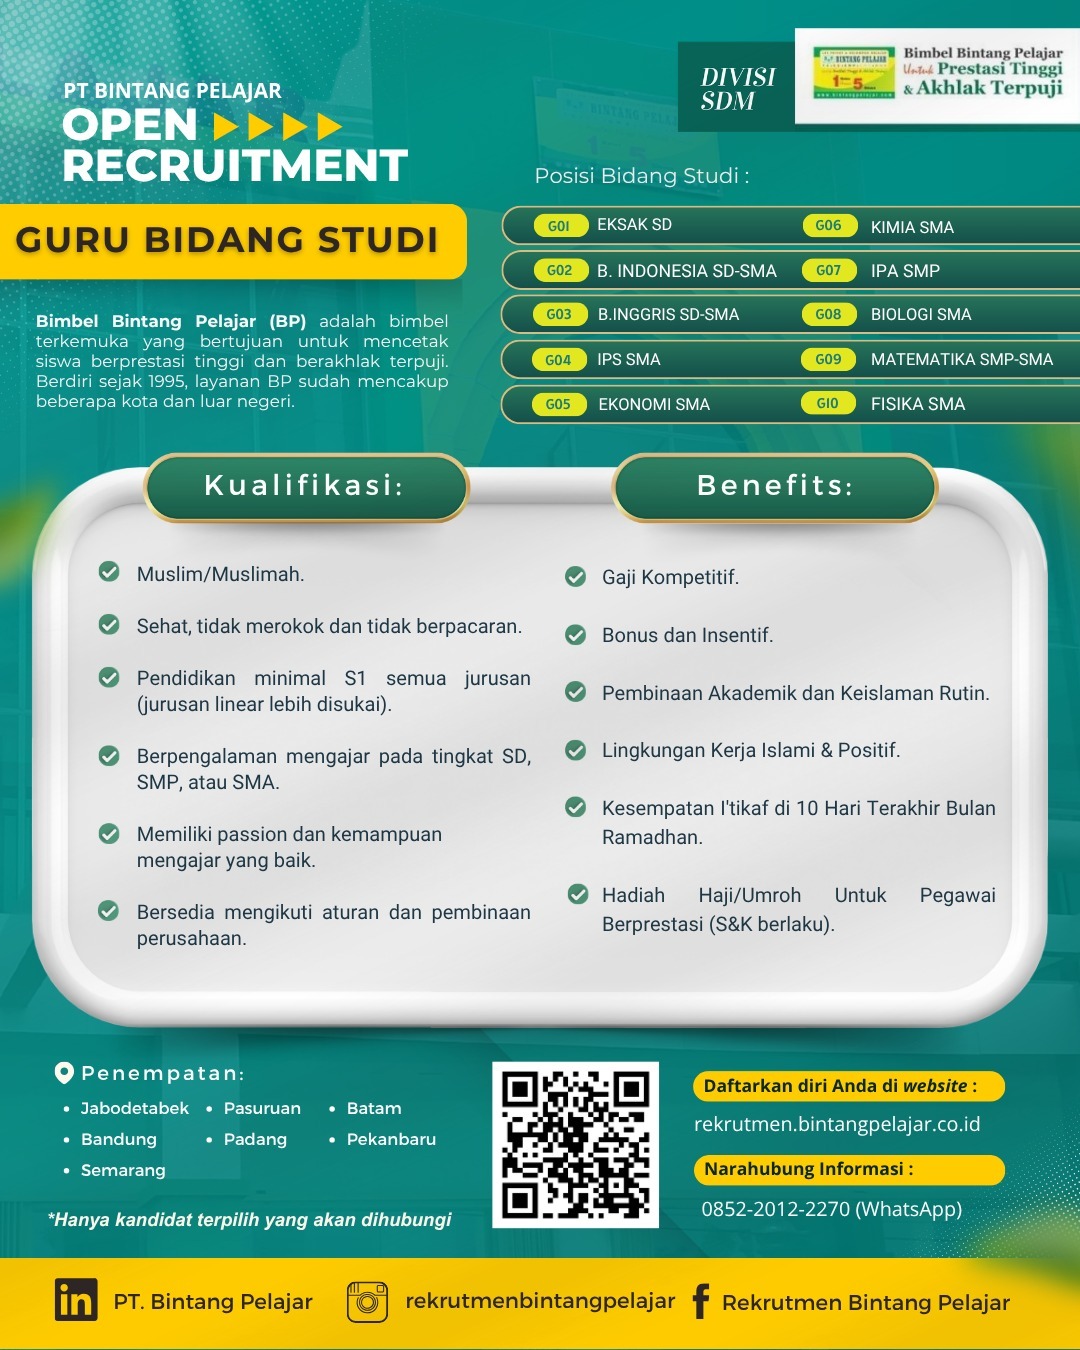 PT BINTANG PELAJAR
OPEN
RECRUITMENT
GURU BIDANG STUDI
Bimbel Bintang Pelajar (BP) adalah bimbel
terkemuka yang bertujuan untuk mencetak
siswa berprestasi tinggi dan berakhlak terpuji.
Berdiri sejak 1995, layanan BP sudah mencakup
beberapa kota dan luar negeri.
DIVISI
SDM
BINTANG PELAJAR
Bimbel Bintang Pelajar
Untuk Prestasi Tinggi
& Akhlak Terpuji
Posisi Bidang Studi :
G01 EKSAK SD
G06 KIMIA SMA
G02 B. INDONESIA SD-SMA
G07 IPA SMP
G03 B.INGGRIS SD-SMA
G08 BIOLOGI SMA
G04 IPS SMA
G09 MATEMATIKA SMP-SMA
G05 EKONOMI SMA
G10 FISIKA SMA
Kualifikasi:
Muslim/Muslimah.
Sehat, tidak merokok dan tidak berpacaran.
Pendidikan minimal S1 semua jurusan
(jurusan linear lebih disukai).
Berpengalaman mengajar pada tingkat SD,
SMP, atau SMA.
Memiliki passion dan kemampuan
mengajar yang baik.
Bersedia mengikuti aturan dan pembinaan
perusahaan.
Benefits:
Gaji Kompetitif.
Bonus dan Insentif.
Pembinaan Akademik dan Keislaman Rutin.
Lingkungan Kerja Islami & Positif.
Kesempatan I'tikaf di 10 Hari Terakhir Bulan
Ramadhan.
Hadiah Haji/Umroh Untuk Pegawai
Berprestasi (S&K berlaku).
Penempatan:
• Jabodetabek • Pasuruan • Batam
• Bandung • Padang • Pekanbaru
• Semarang
*Hanya kandidat terpilih yang akan dihubungi
Daftarkan diri Anda di website :
rekrutmen.bintangpelajar.co.id
Narahubung Informasi :
0852-2012-2270 (WhatsApp)
in PT. Bintang Pelajar
rekrutmenbintangpelajar
f Rekrutmen Bintang Pelajar